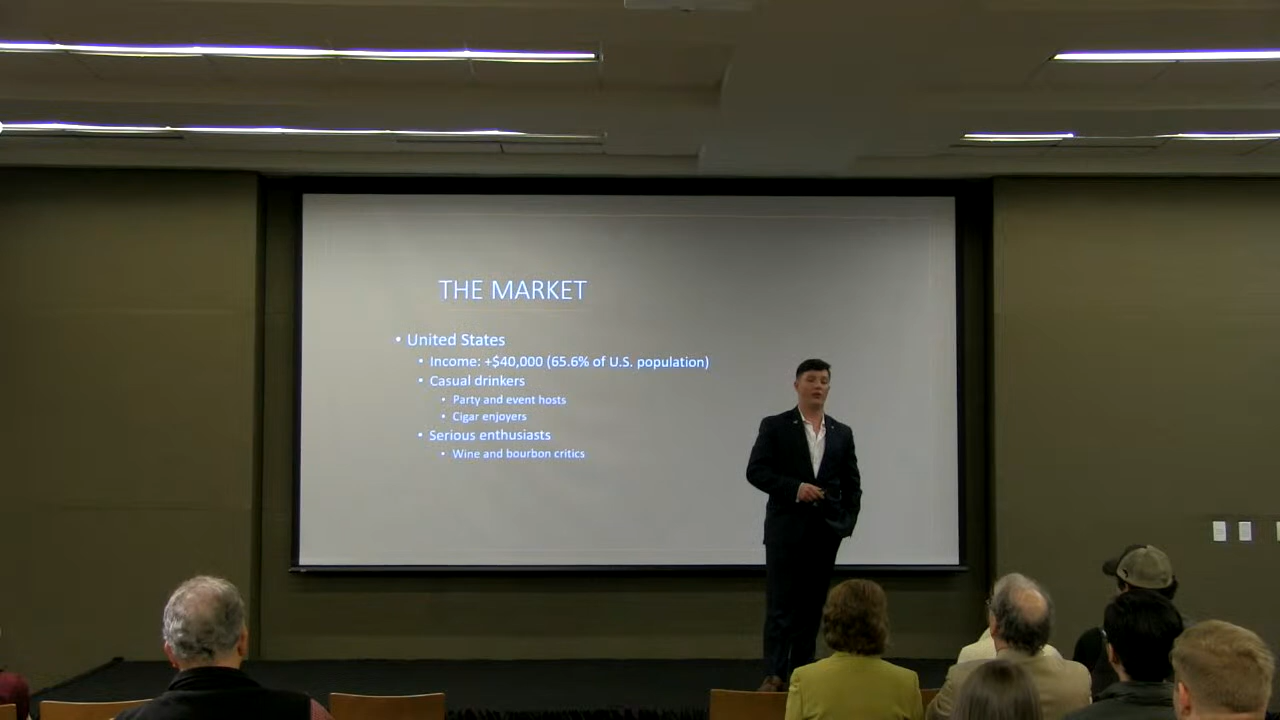 THE MARKET
• United States
• Income: +$40,000 (65.6% of U.S. population)
• Casual drinkers
• Party and event hosts
• Cigar enjoyers
• Serious enthusiasts
• Wine and bourbon critics